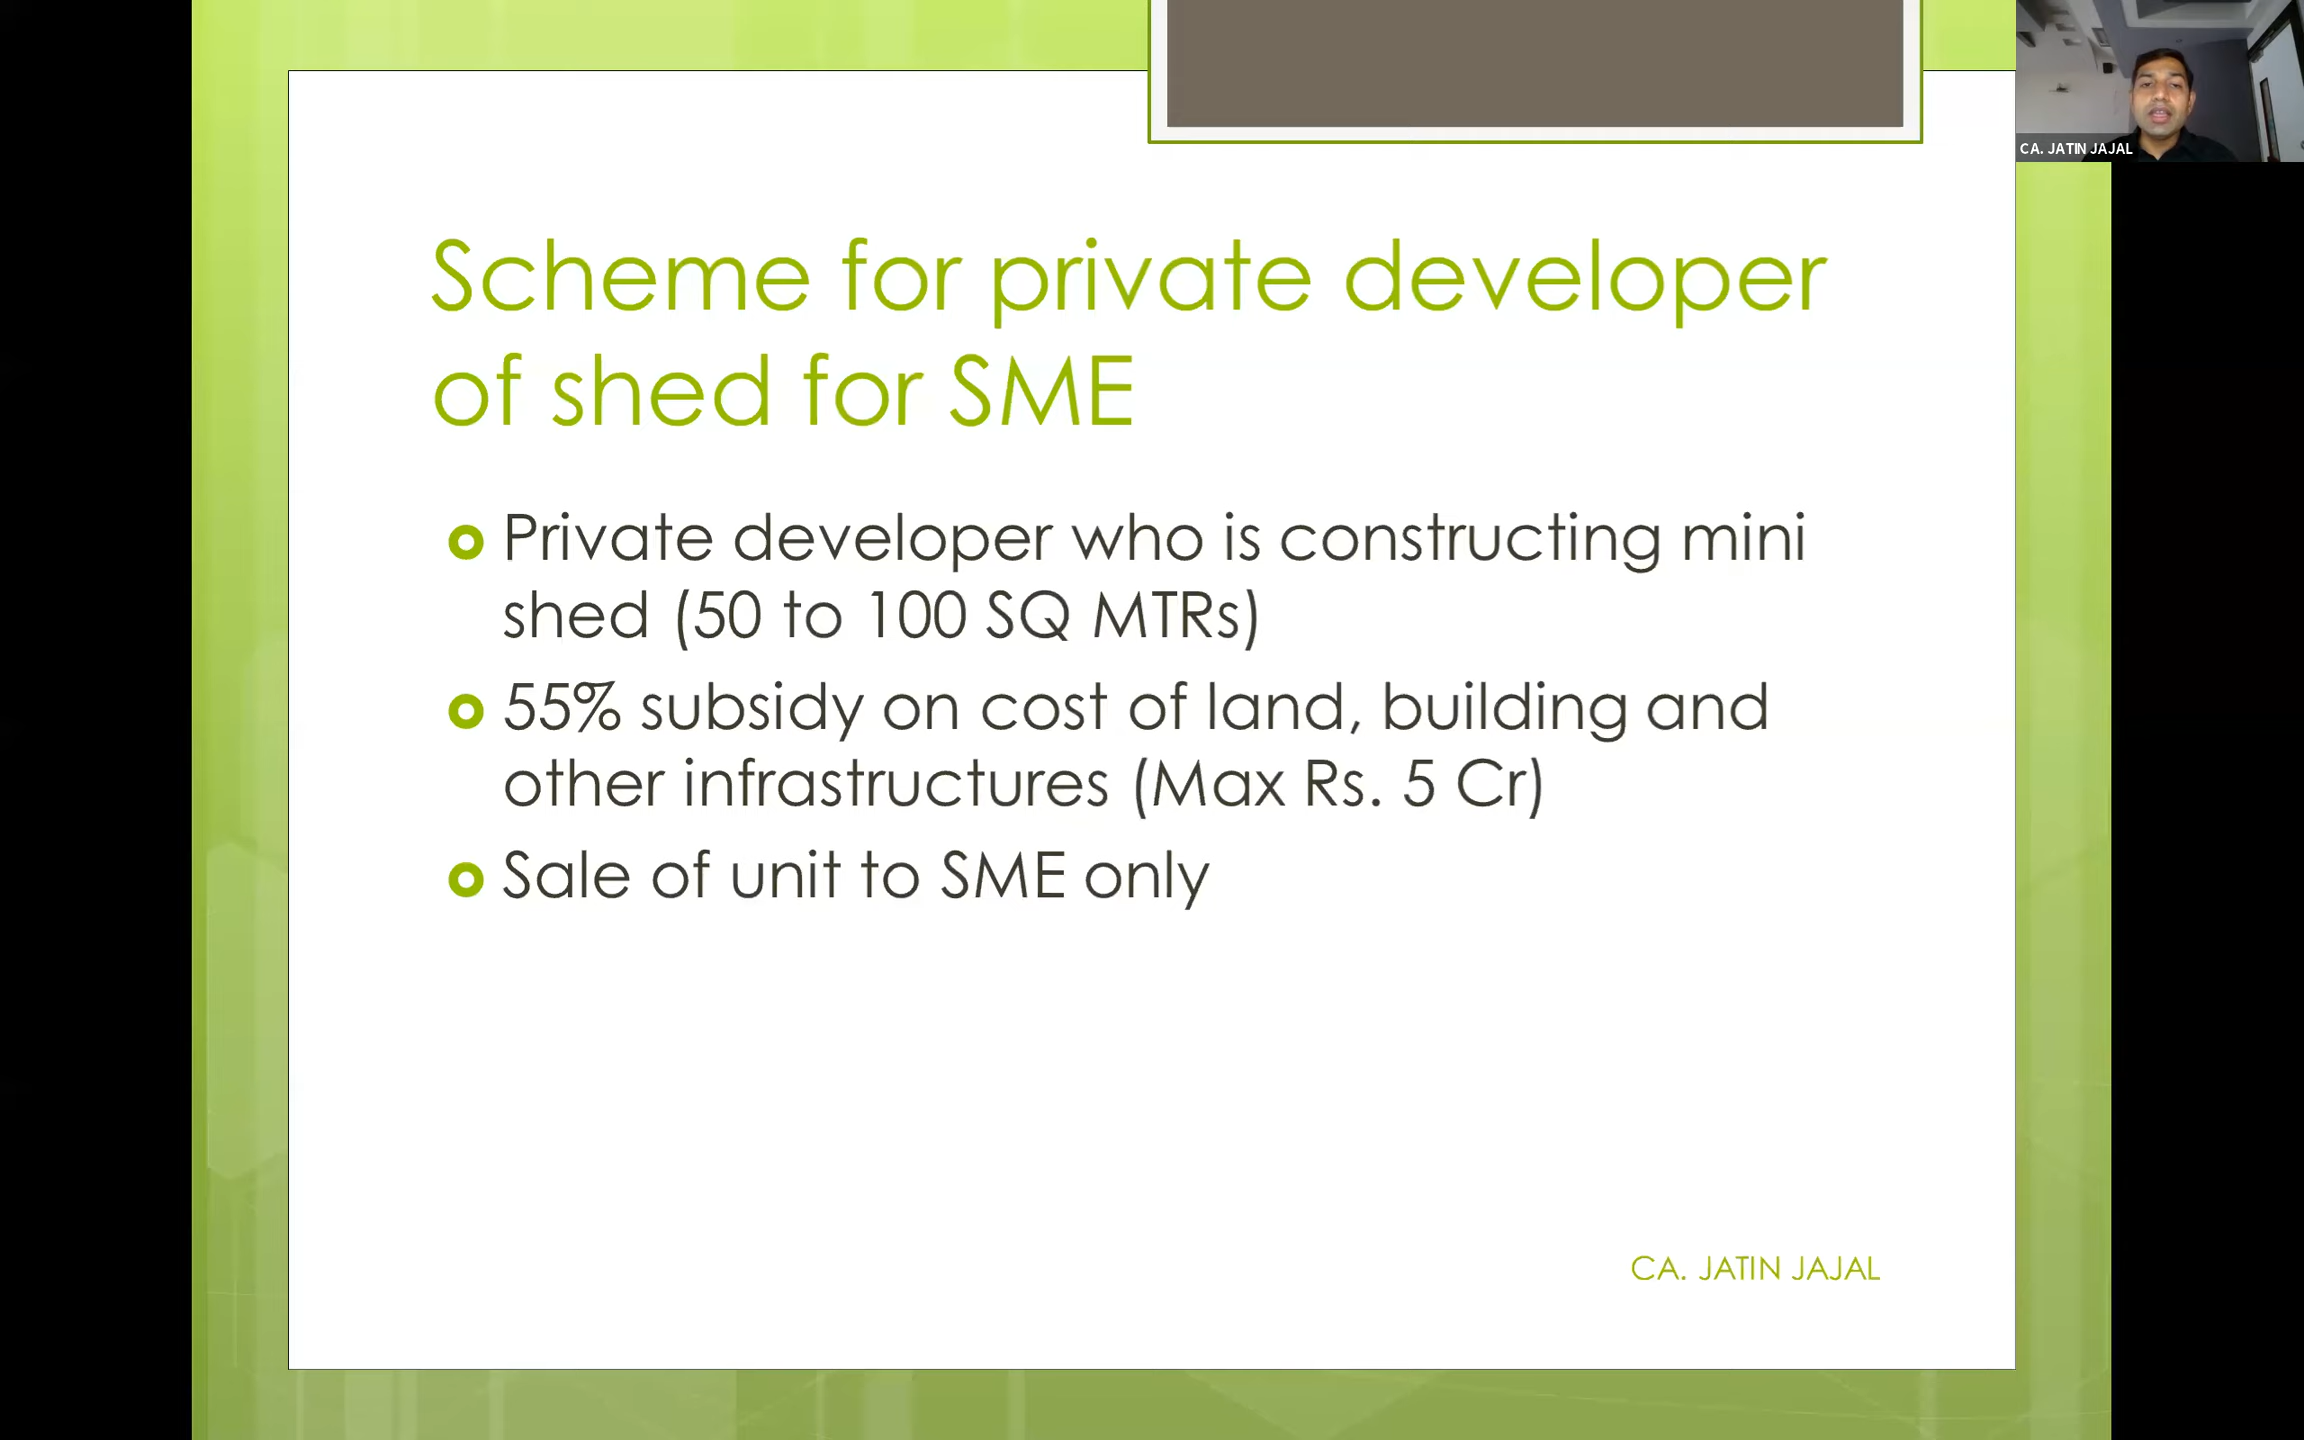 CA. JATIN JAJAL
Scheme for private developer
of shed for SME
Private developer who is constructing mini
shed (50 to 100 SQ MTRs)
55% subsidy on cost of land, building and
other infrastructures (Max Rs. 5 Cr)
Sale of unit to SME only
CA. JATIN JAJAL